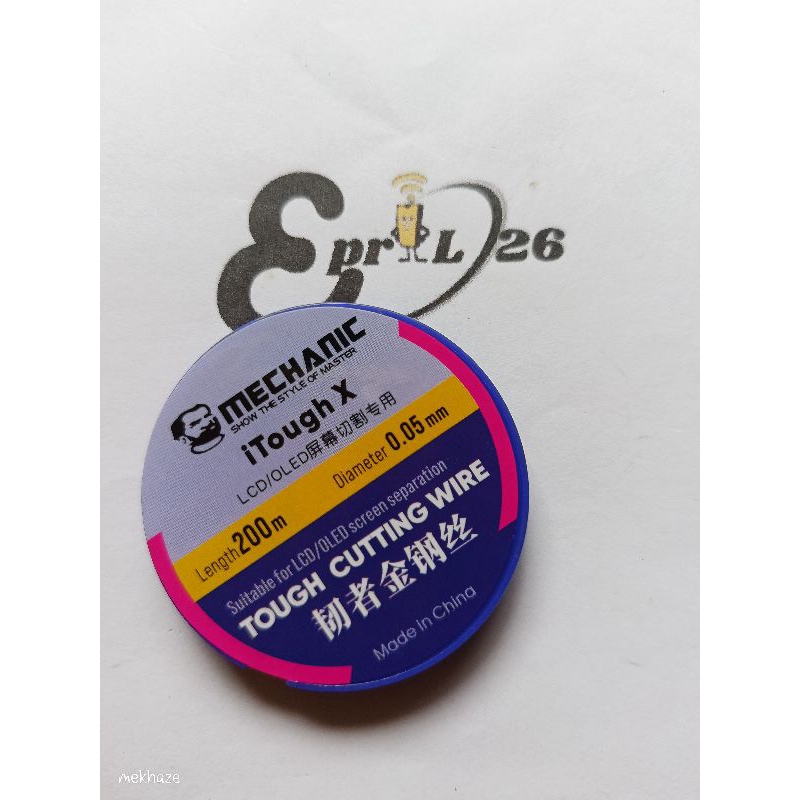 EprIL 26
MECHANIC
SHOW THE STYLE OF MASTER
iTough X
LCD/OLED屏幕切割专用
Length 200m Diameter 0.05mm
Suitable for LCD/OLED screen separation
TOUGH CUTTING WIRE
韧者金钢丝
Made in China
mekhaze